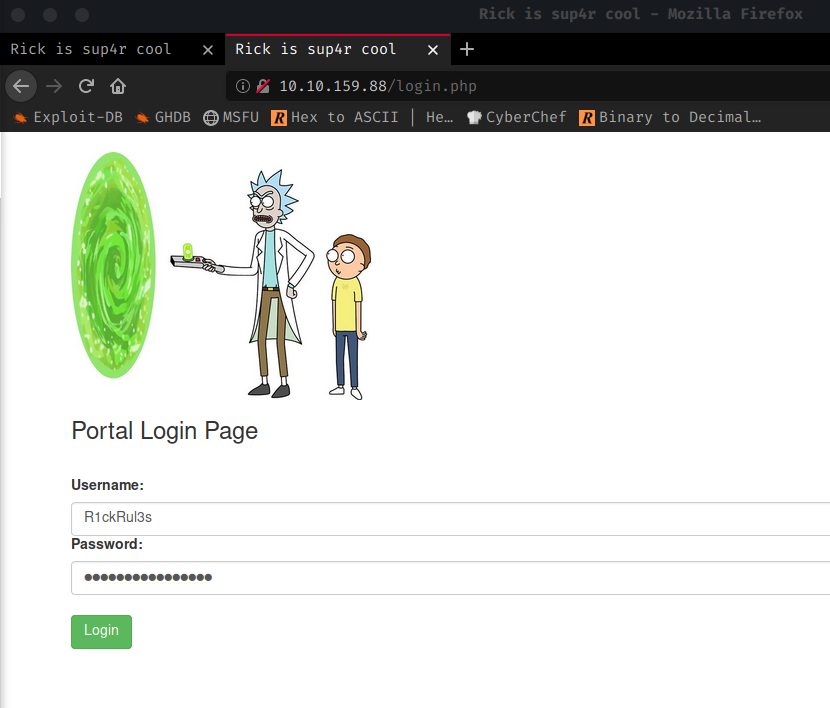 Rick is sup4r cool - Mozilla Firefox
Rick is sup4r cool × Rick is sup4r cool × +
10.10.159.88/login.php
Exploit-DB GHDB MSFU R Hex to ASCII | He… CyberChef R Binary to Decimal…
Portal Login Page
Username:
R1ckRul3s
Password:
●●●●●●●●●●●●●●●●
Login